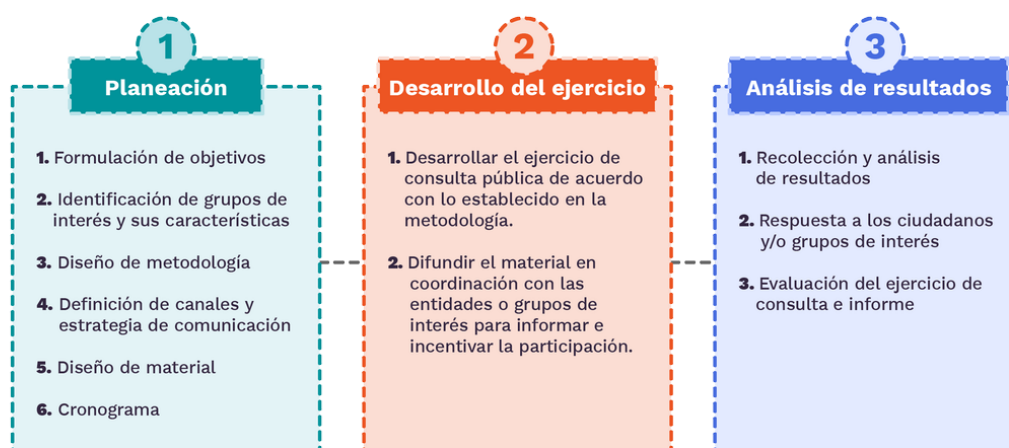 1
Planeación
1. Formulación de objetivos
2. Identificación de grupos de
interés y sus características
3. Diseño de metodología
4. Definición de canales y
estrategia de comunicación
5. Diseño de material
6. Cronograma
2
Desarrollo del ejercicio
1. Desarrollar el ejercicio de
consulta pública de acuerdo
con lo establecido en la
metodología.
2. Difundir el material en
coordinación con las
entidades o grupos de
interés para informar e
incentivar la participación.
3
Análisis de resultados
1. Recolección y análisis
de resultados
2. Respuesta a los ciudadanos
y/o grupos de interés
3. Evaluación del ejercicio de
consulta e informe